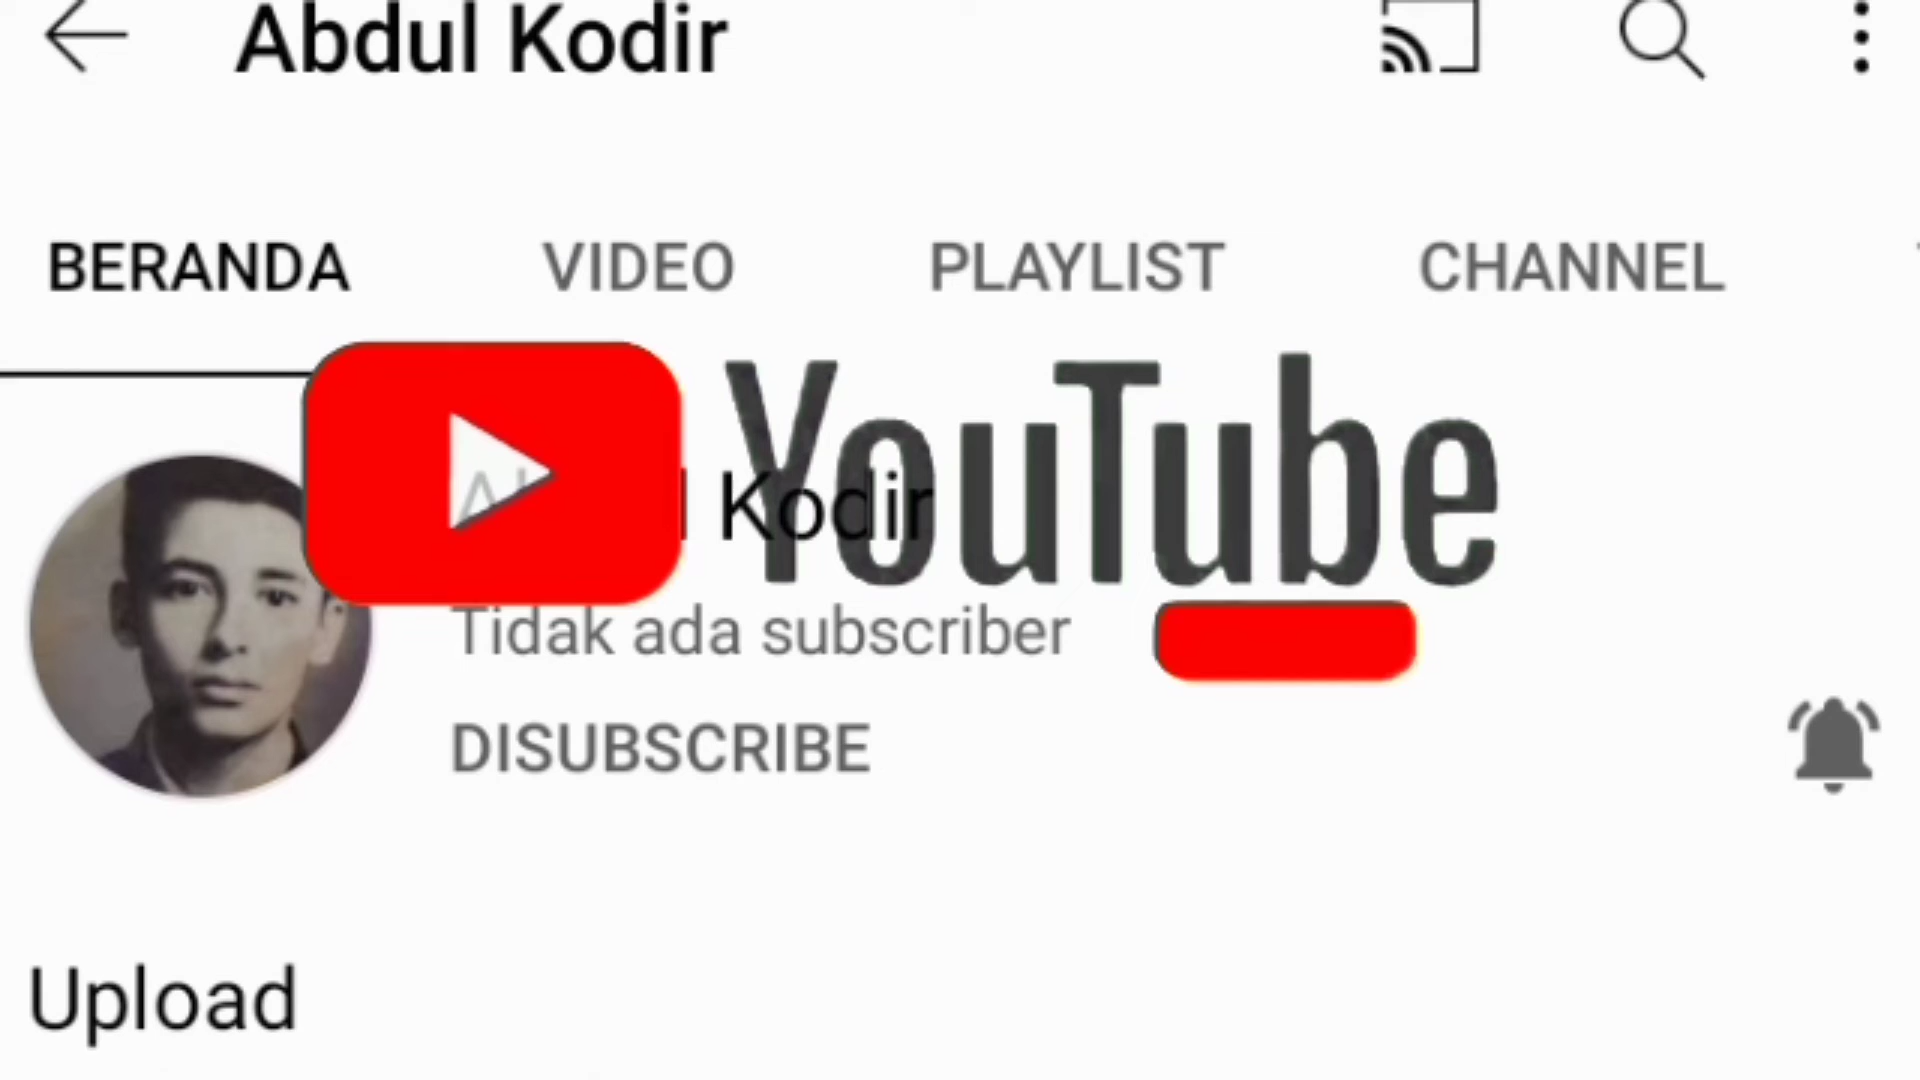 Abdul Kodir
BERANDA VIDEO PLAYLIST CHANNEL
YouTube
Kodir
Tidak ada subscriber
DISUBSCRIBE
Upload